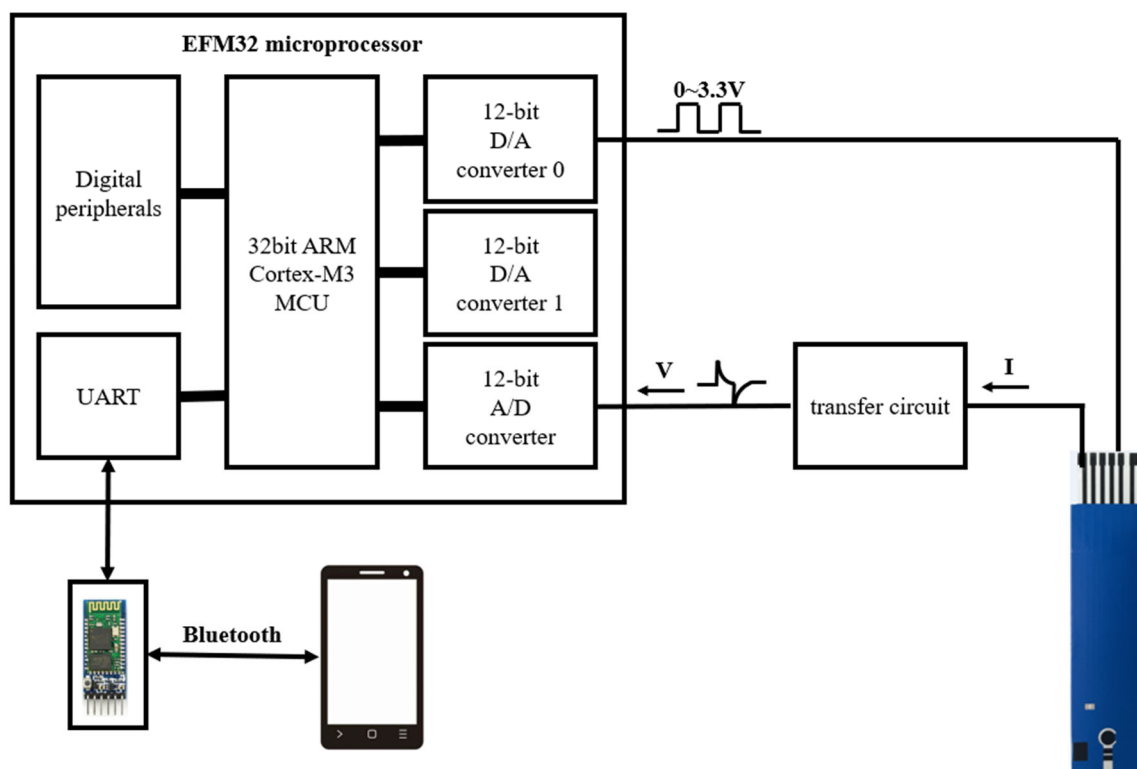 EFM32 microprocessor
Digital
peripherals
UART
32bit ARM
Cortex-M3
MCU
12-bit
D/A
converter 0
12-bit
D/A
converter 1
12-bit
A/D
converter
0~3.3V
V
transfer circuit
I
Bluetooth